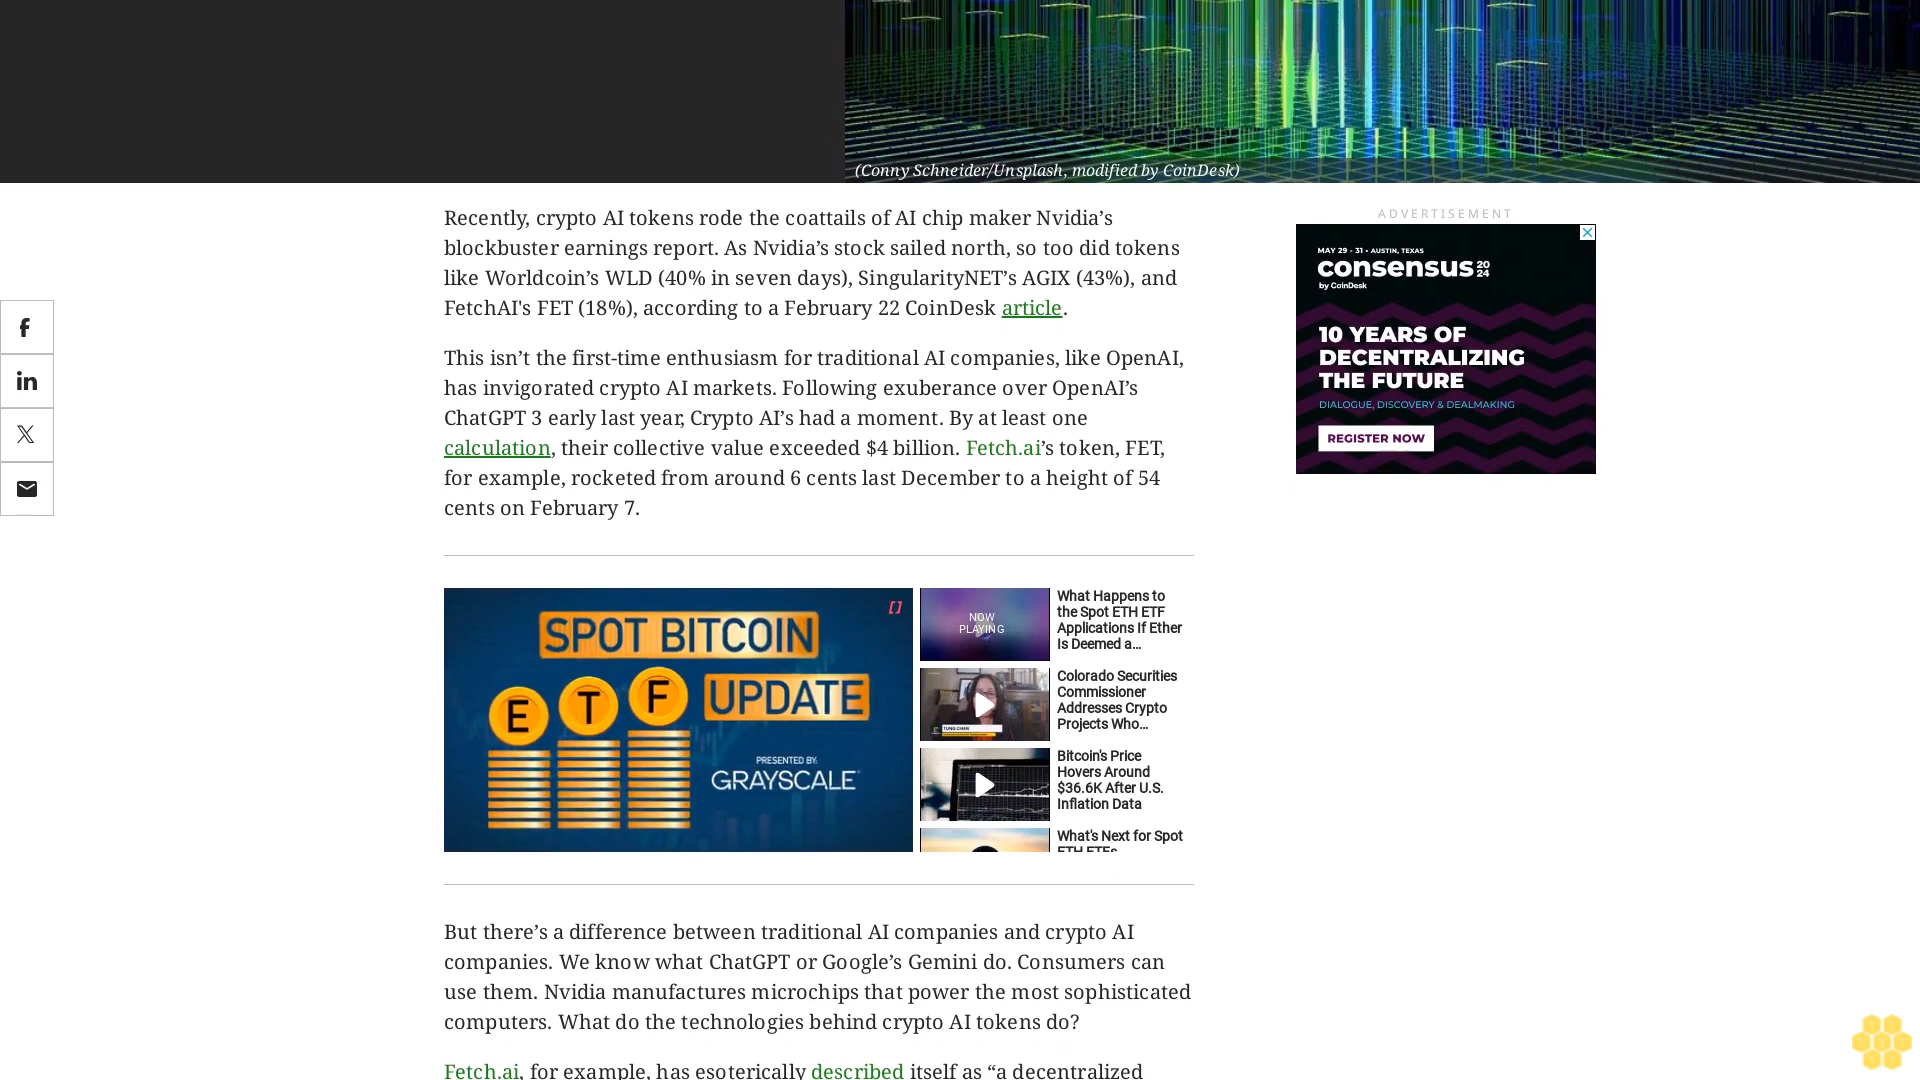 (Conny Schneider/Unsplash, modified by CoinDesk)
Recently, crypto AI tokens rode the coattails of AI chip maker Nvidia’s
blockbuster earnings report. As Nvidia’s stock sailed north, so too did tokens
like Worldcoin’s WLD (40% in seven days), SingularityNET’s AGIX (43%), and
FetchAI's FET (18%), according to a February 22 CoinDesk article.
This isn’t the first-time enthusiasm for traditional AI companies, like OpenAI,
has invigorated crypto AI markets. Following exuberance over OpenAI’s
ChatGPT 3 early last year, Crypto AI’s had a moment. By at least one
calculation, their collective value exceeded $4 billion. Fetch.ai’s token, FET,
for example, rocketed from around 6 cents last December to a height of 54
cents on February 7.
SPOT BITCOIN
E T F UPDATE
PRESENTED BY:
GRAYSCALE
NOW
PLAYING
What Happens to
the Spot ETH ETF
Applications If Ether
Is Deemed a...
TUNG CHAN
Colorado Securities
Commissioner
Addresses Crypto
Projects Who...
Bitcoin's Price
Hovers Around
$36.6K After U.S.
Inflation Data
What's Next for Spot
ETH ETFs
But there’s a difference between traditional AI companies and crypto AI
companies. We know what ChatGPT or Google’s Gemini do. Consumers can
use them. Nvidia manufactures microchips that power the most sophisticated
computers. What do the technologies behind crypto AI tokens do?
Fetch.ai, for example, has esoterically described itself as “a decentralized
ADVERTISEMENT
MAY 29 - 31 • AUSTIN, TEXAS
consensus 2024
by CoinDesk
10 YEARS OF
DECENTRALIZING
THE FUTURE
DIALOGUE, DISCOVERY & DEALMAKING
REGISTER NOW